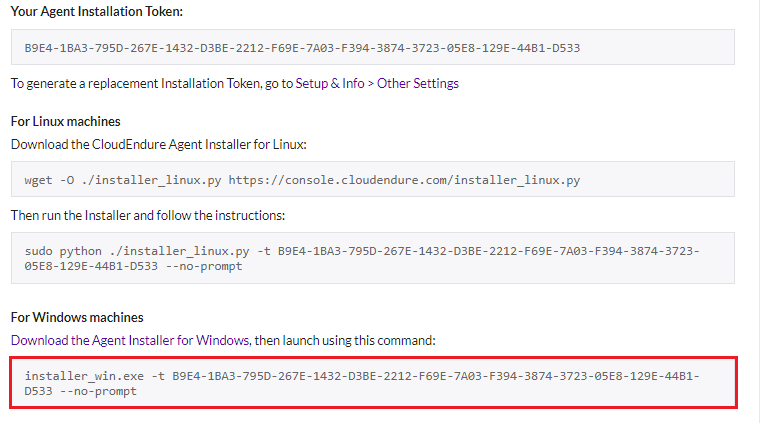 Your Agent Installation Token:
B9E4-1BA3-795D-267E-1432-D3BE-2212-F69E-7A03-F394-3874-3723-05E8-129E-44B1-D533
To generate a replacement Installation Token, go to Setup & Info > Other Settings
For Linux machines
Download the CloudEndure Agent Installer for Linux:
wget -O ./installer_linux.py https://console.cloudendure.com/installer_linux.py
Then run the Installer and follow the instructions:
sudo python ./installer_linux.py -t B9E4-1BA3-795D-267E-1432-D3BE-2212-F69E-7A03-F394-3874-3723-
05E8-129E-44B1-D533 --no-prompt
For Windows machines
Download the Agent Installer for Windows, then launch using this command:
installer_win.exe -t B9E4-1BA3-795D-267E-1432-D3BE-2212-F69E-7A03-F394-3874-3723-05E8-129E-44B1-
D533 --no-prompt